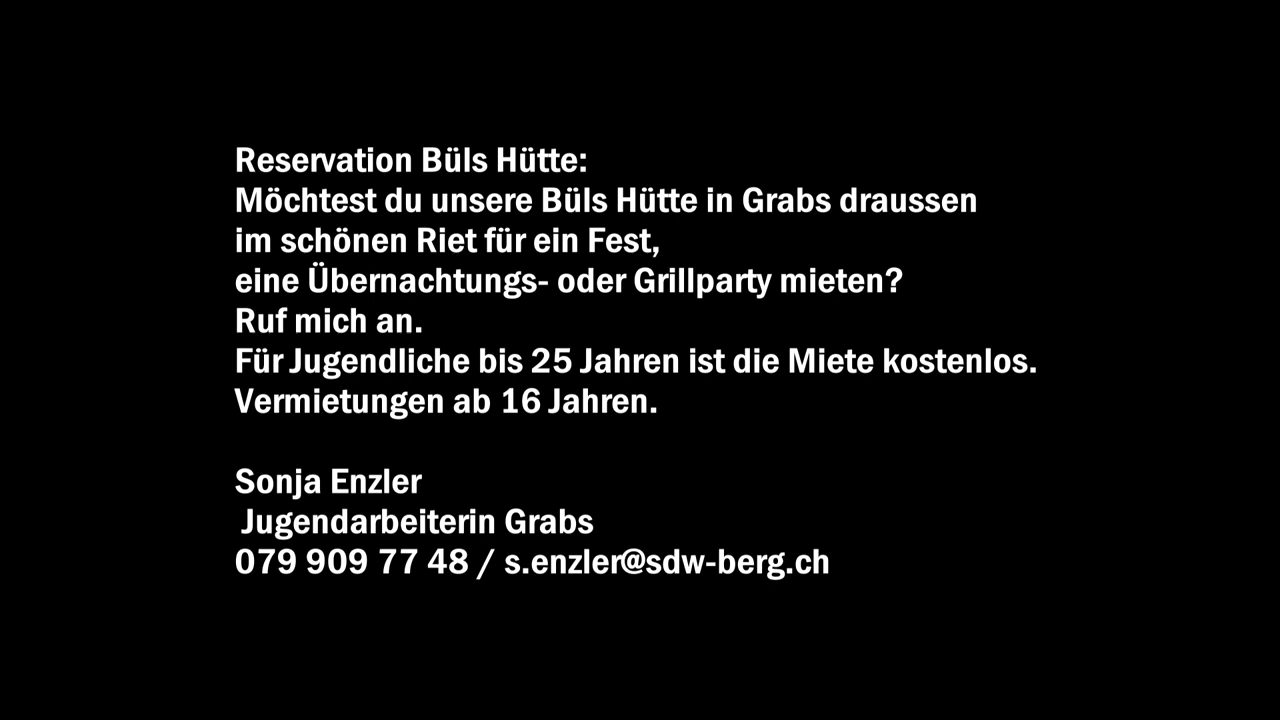 Reservation Büls Hütte:
Möchtest du unsere Büls Hütte in Grabs draussen
im schönen Riet für ein Fest,
eine Übernachtungs- oder Grillparty mieten?
Ruf mich an.
Für Jugendliche bis 25 Jahren ist die Miete kostenlos.
Vermietungen ab 16 Jahren.
Sonja Enzler
Jugendarbeiterin Grabs
079 909 77 48 / s.enzler@sdw-berg.ch